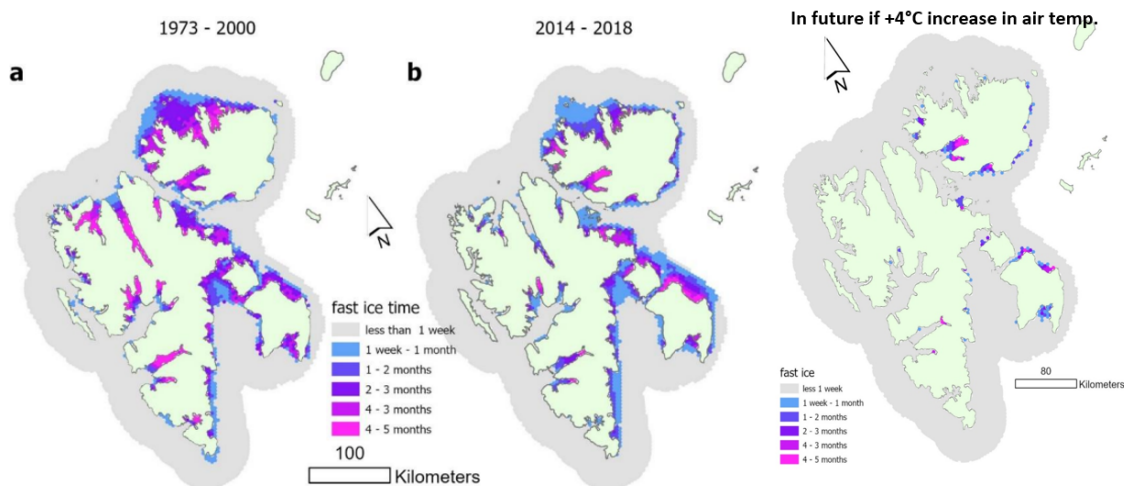 1973 - 2000
2014 - 2018
In future if +4°C increase in air temp.
a
b
N
N
N
fast ice time
less than 1 week
1 week - 1 month
1 - 2 months
2 - 3 months
4 - 3 months
4 - 5 months
100
Kilometers
fast ice
less 1 week
1 week - 1 month
1 - 2 months
2 - 3 months
4 - 3 months
4 - 5 months
80
Kilometers